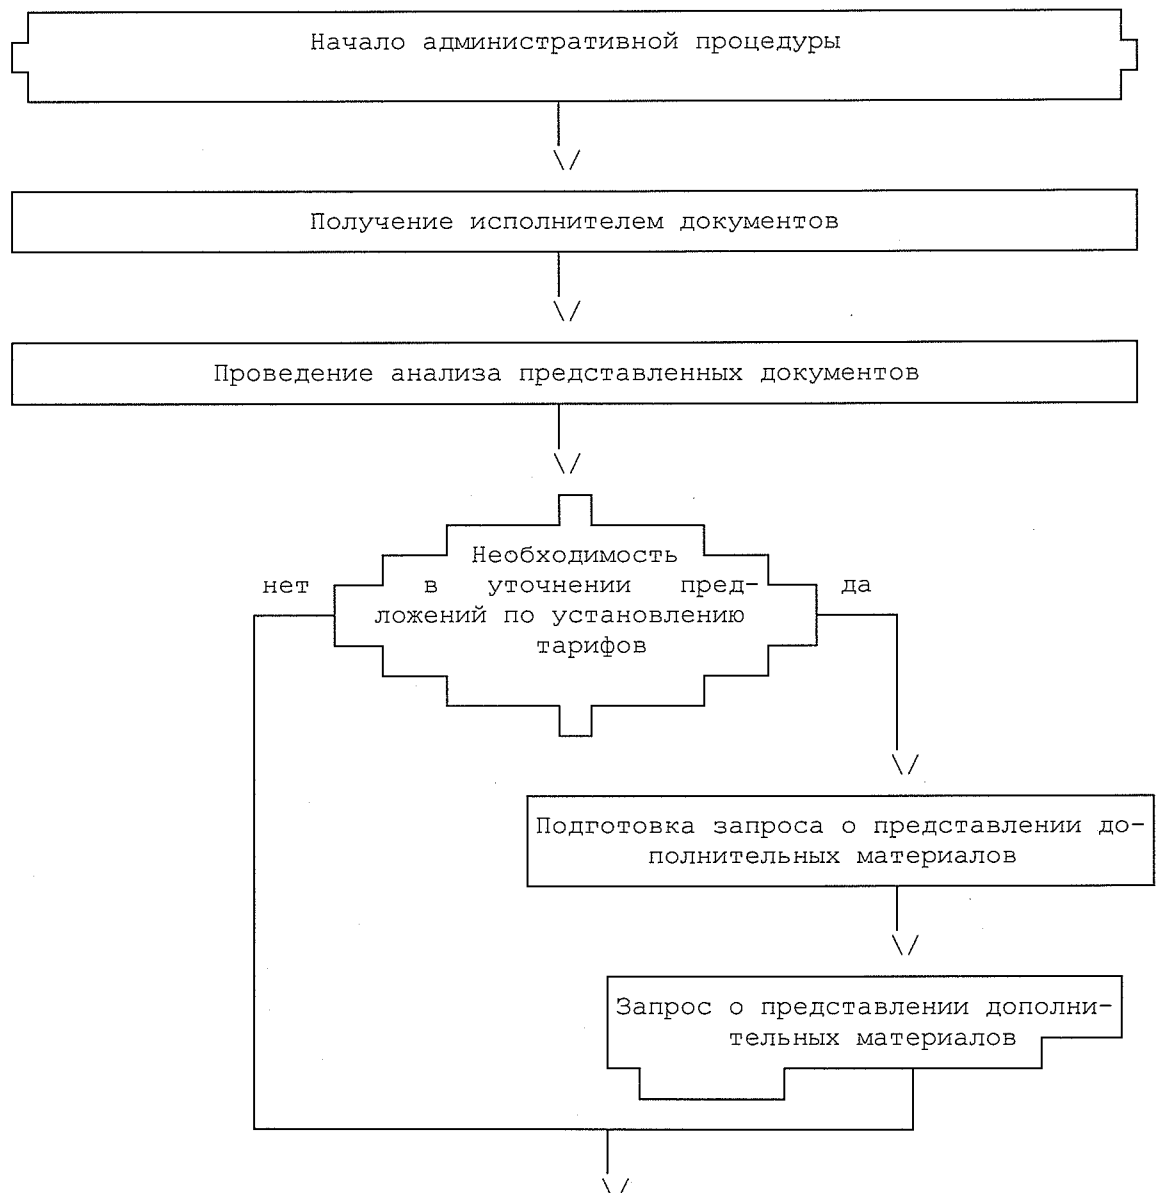 Начало административной процедуры
Получение исполнителем документов
Проведение анализа представленных документов
Необходимость
нет в уточнении пред- да
ложений по установлению
тарифов
Подготовка запроса о представлении до-
полнительных материалов
Запрос о представлении дополни-
тельных материалов